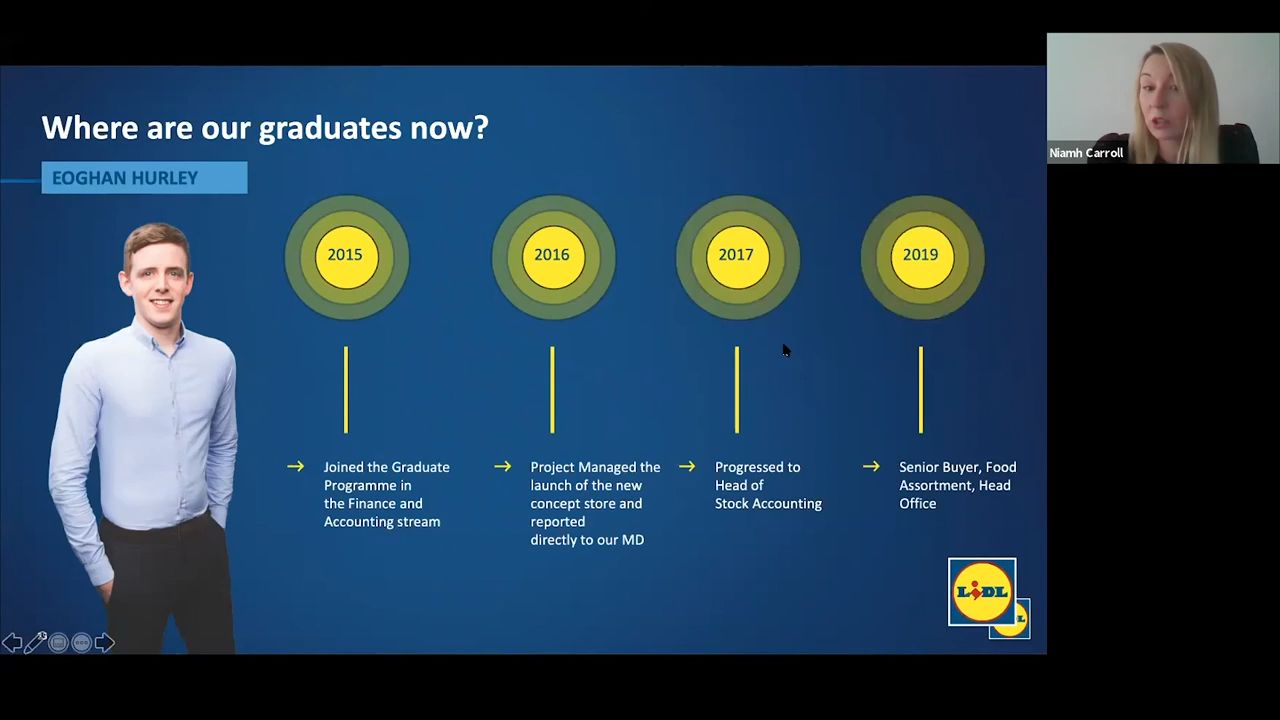 Where are our graduates now?
EOGHAN HURLEY
Niamh Carroll
2015
2016
2017
2019
Joined the Graduate
Programme in
the Finance and
Accounting stream
Project Managed the
launch of the new
concept store and
reported
directly to our MD
Progressed to
Head of
Stock Accounting
Senior Buyer, Food
Assortment, Head
Office
LIDL